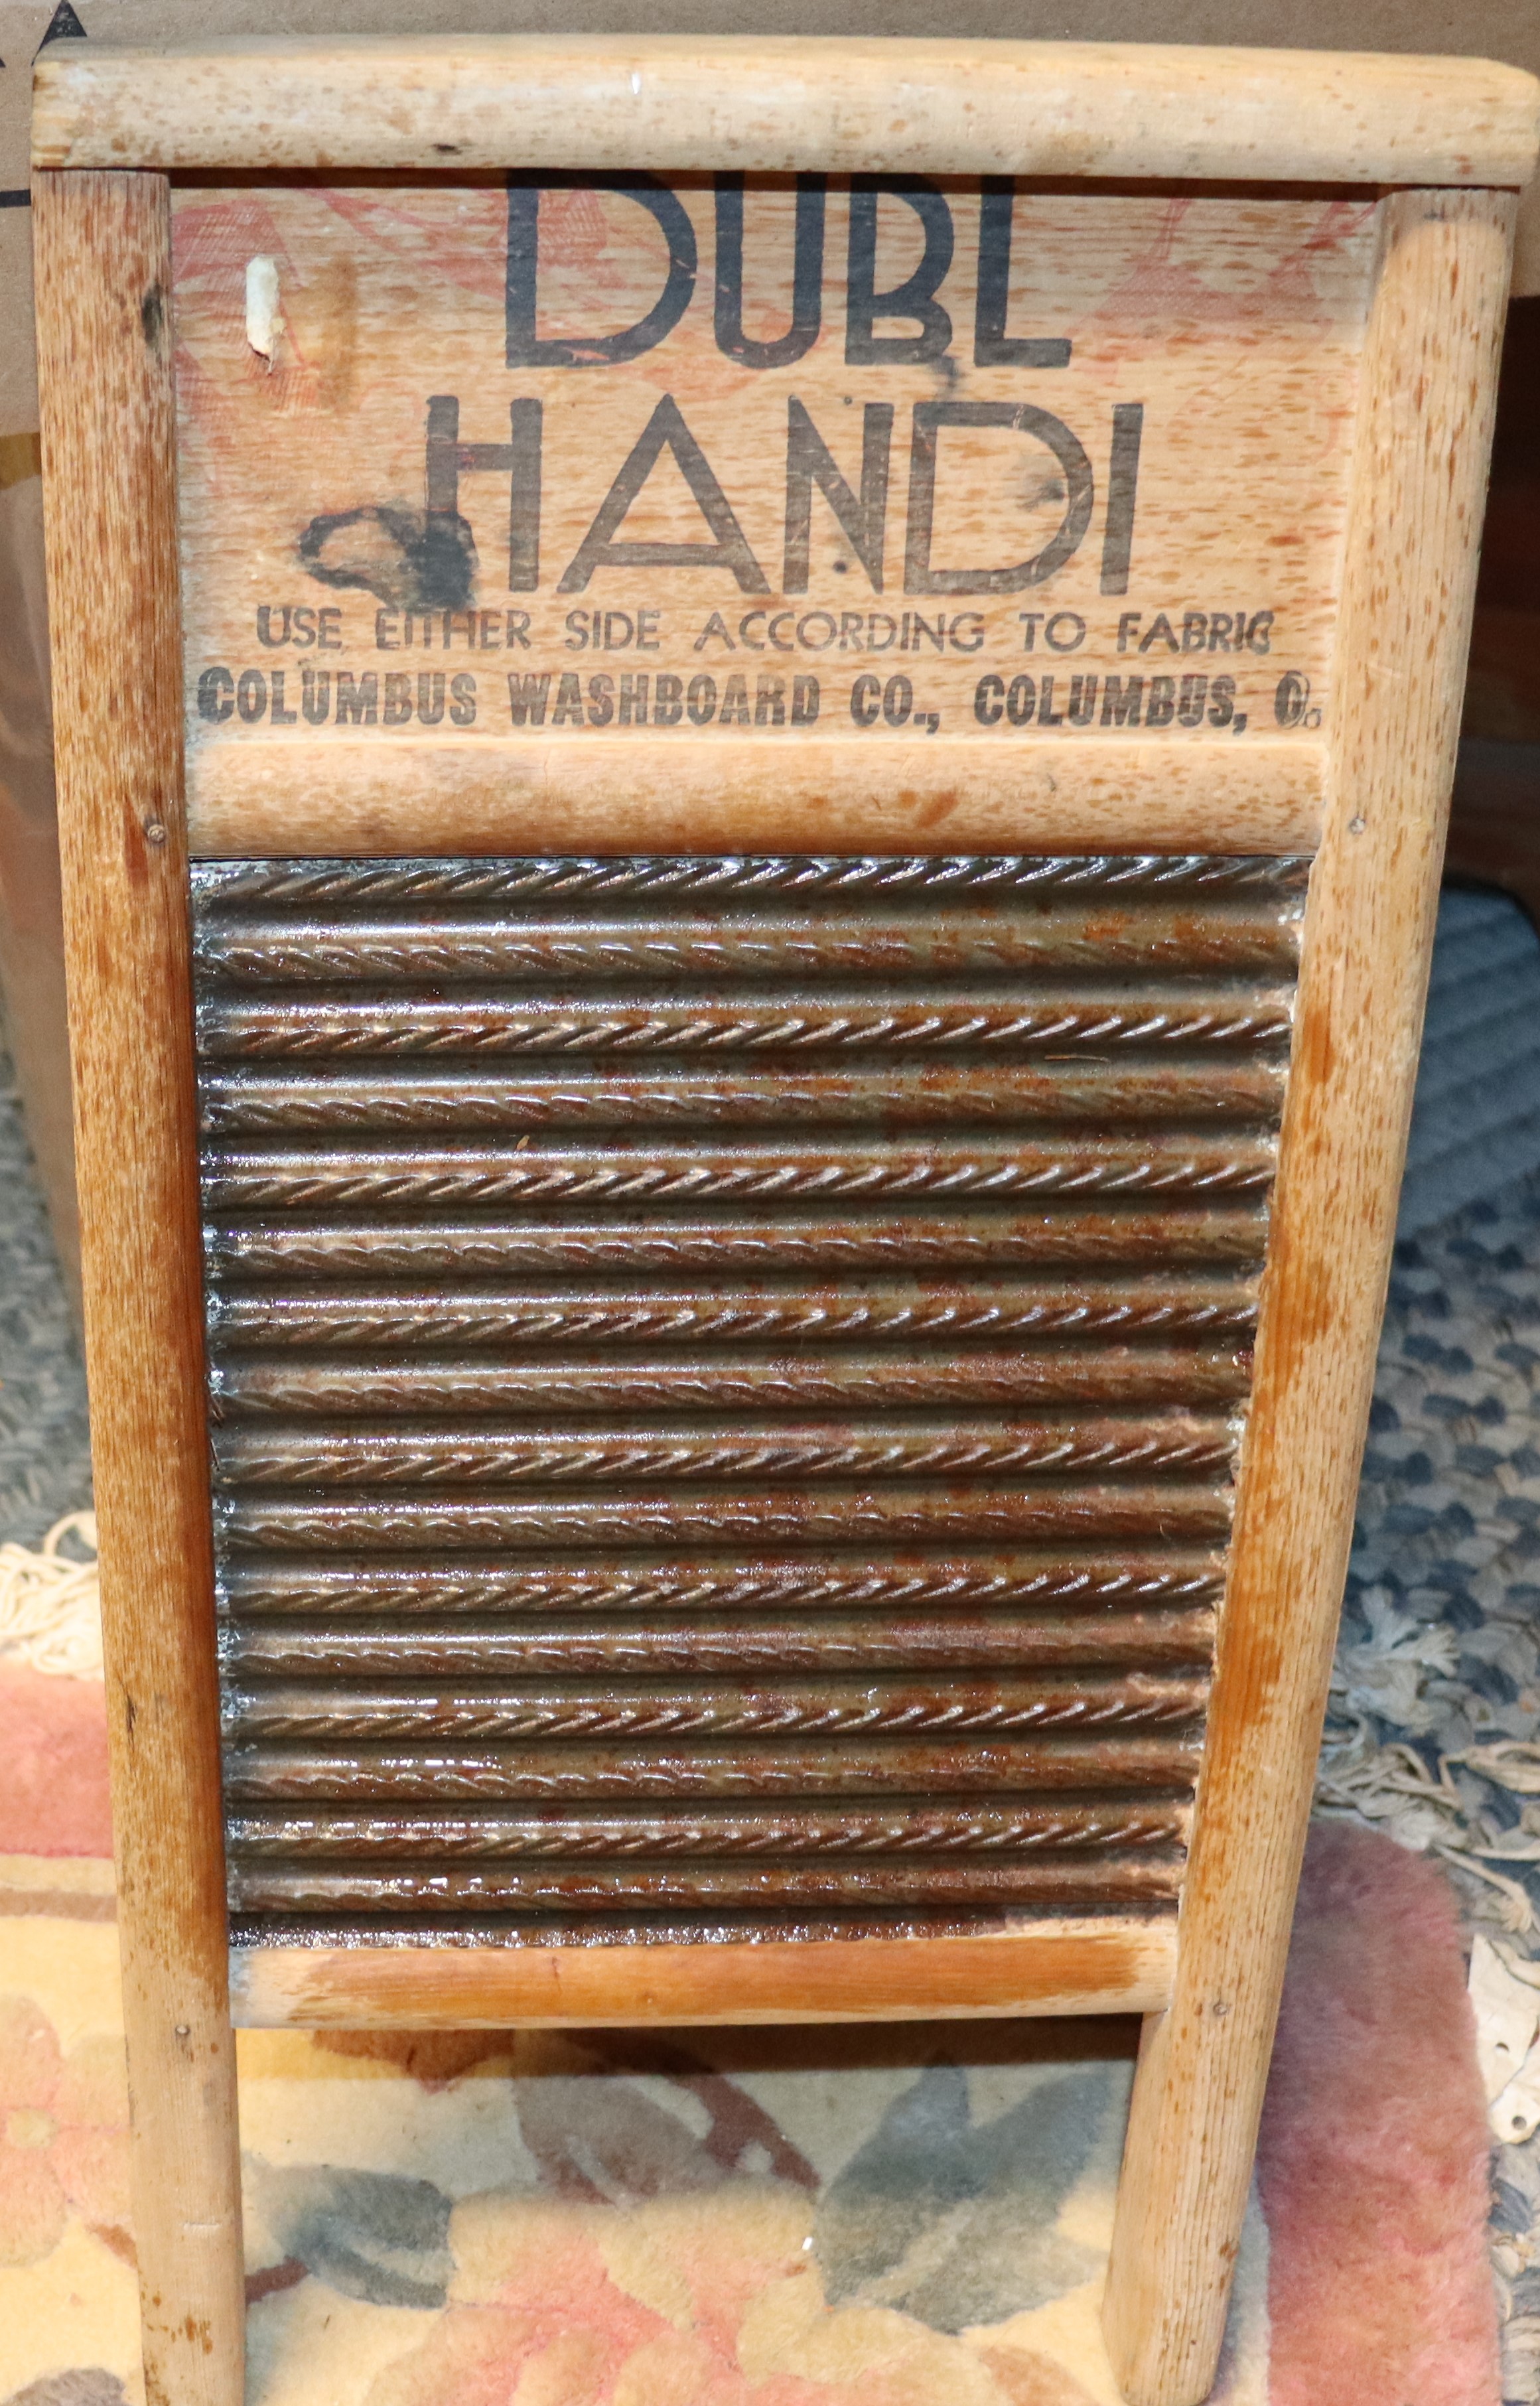 DUBL
HANDI
USE EITHER SIDE ACCORDING TO FABRIC
COLUMBUS WASHBOARD CO., COLUMBUS, O.